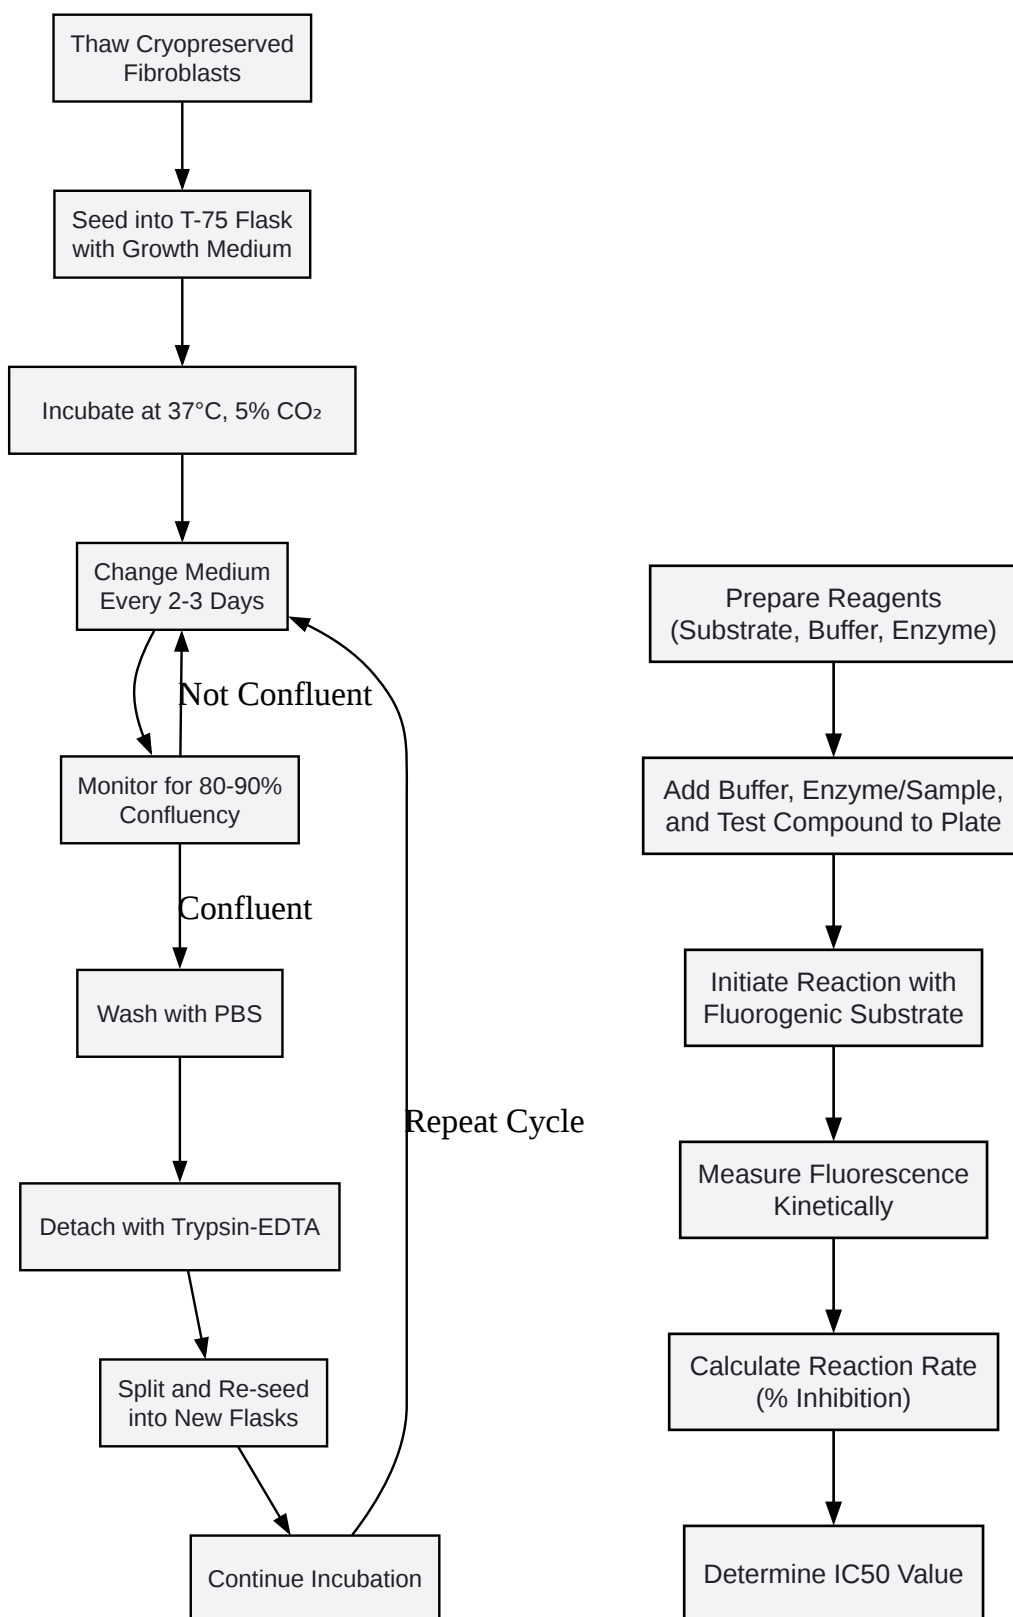 Thaw Cryopreserved
Fibroblasts
Seed into T-75 Flask
with Growth Medium
Incubate at 37°C, 5% CO₂
Change Medium
Every 2-3 Days
Not Confluent
Monitor for 80-90%
Confluency
Confluent
Wash with PBS
Repeat Cycle
Detach with Trypsin-EDTA
Split and Re-seed
into New Flasks
Continue Incubation
Prepare Reagents
(Substrate, Buffer, Enzyme)
Add Buffer, Enzyme/Sample,
and Test Compound to Plate
Initiate Reaction with
Fluorogenic Substrate
Measure Fluorescence
Kinetically
Calculate Reaction Rate
(% Inhibition)
Determine IC50 Value